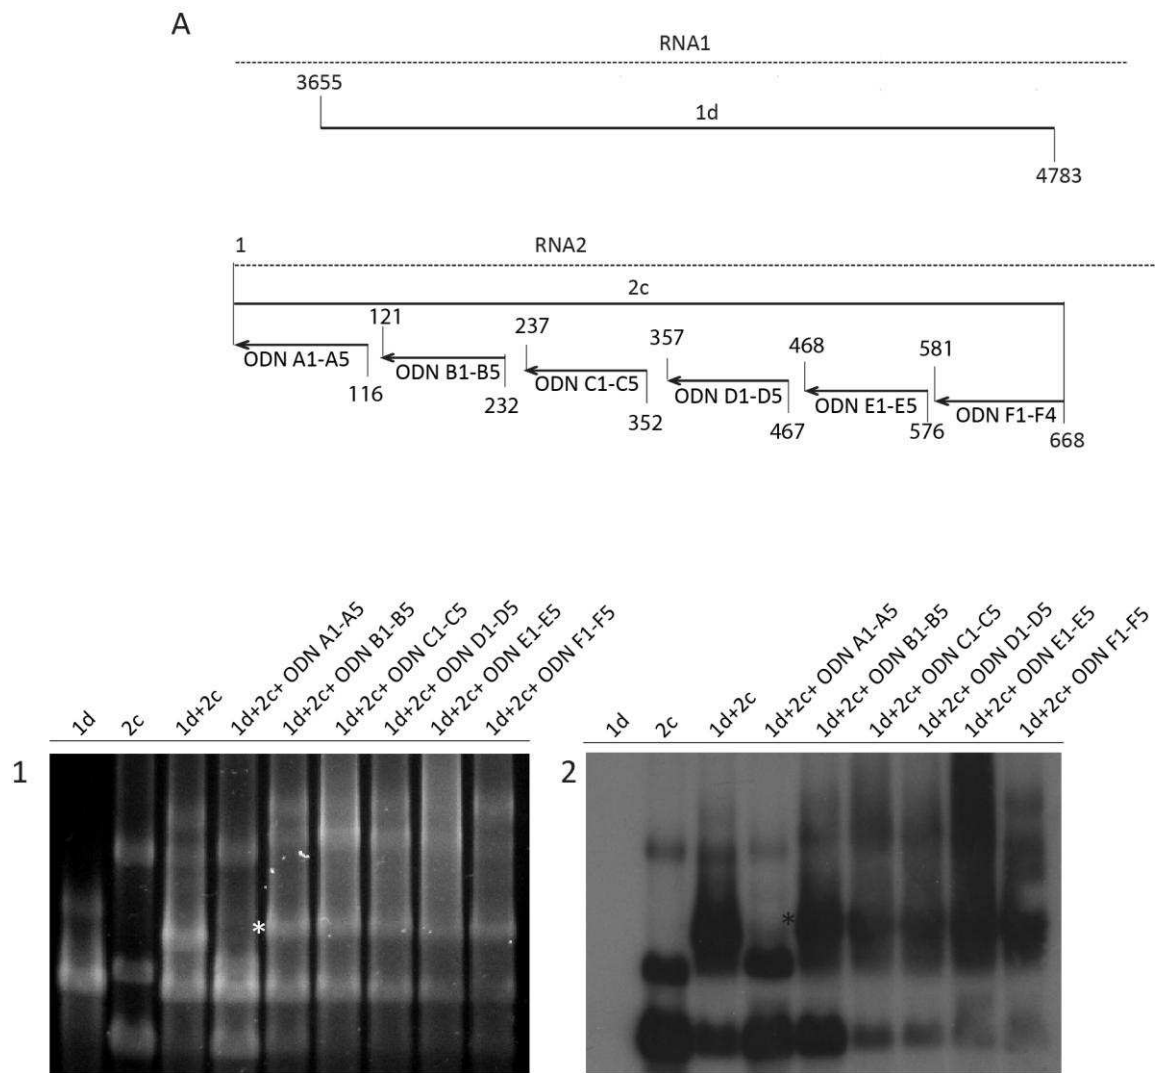 A
RNA1
3655
1d
4783
1
RNA2
2c
121
237
357
468
581
ODN A1-A5
ODN B1-B5
ODN C1-C5
ODN D1-D5
ODN E1-E5
ODN F1-F4
116
232
352
467
576
668
1d
2c
1d+2c
1d+2c+ ODN A1-A5
1d+2c+ ODN B1-B5
1d+2c+ ODN C1-C5
1d+2c+ ODN D1-D5
1d+2c+ ODN E1-E5
1d+2c+ ODN F1-F5
1
*
1d
2c
1d+2c
1d+2c+ ODN A1-A5
1d+2c+ ODN B1-B5
1d+2c+ ODN C1-C5
1d+2c+ ODN D1-D5
1d+2c+ ODN E1-E5
1d+2c+ ODN F1-F5
2
*